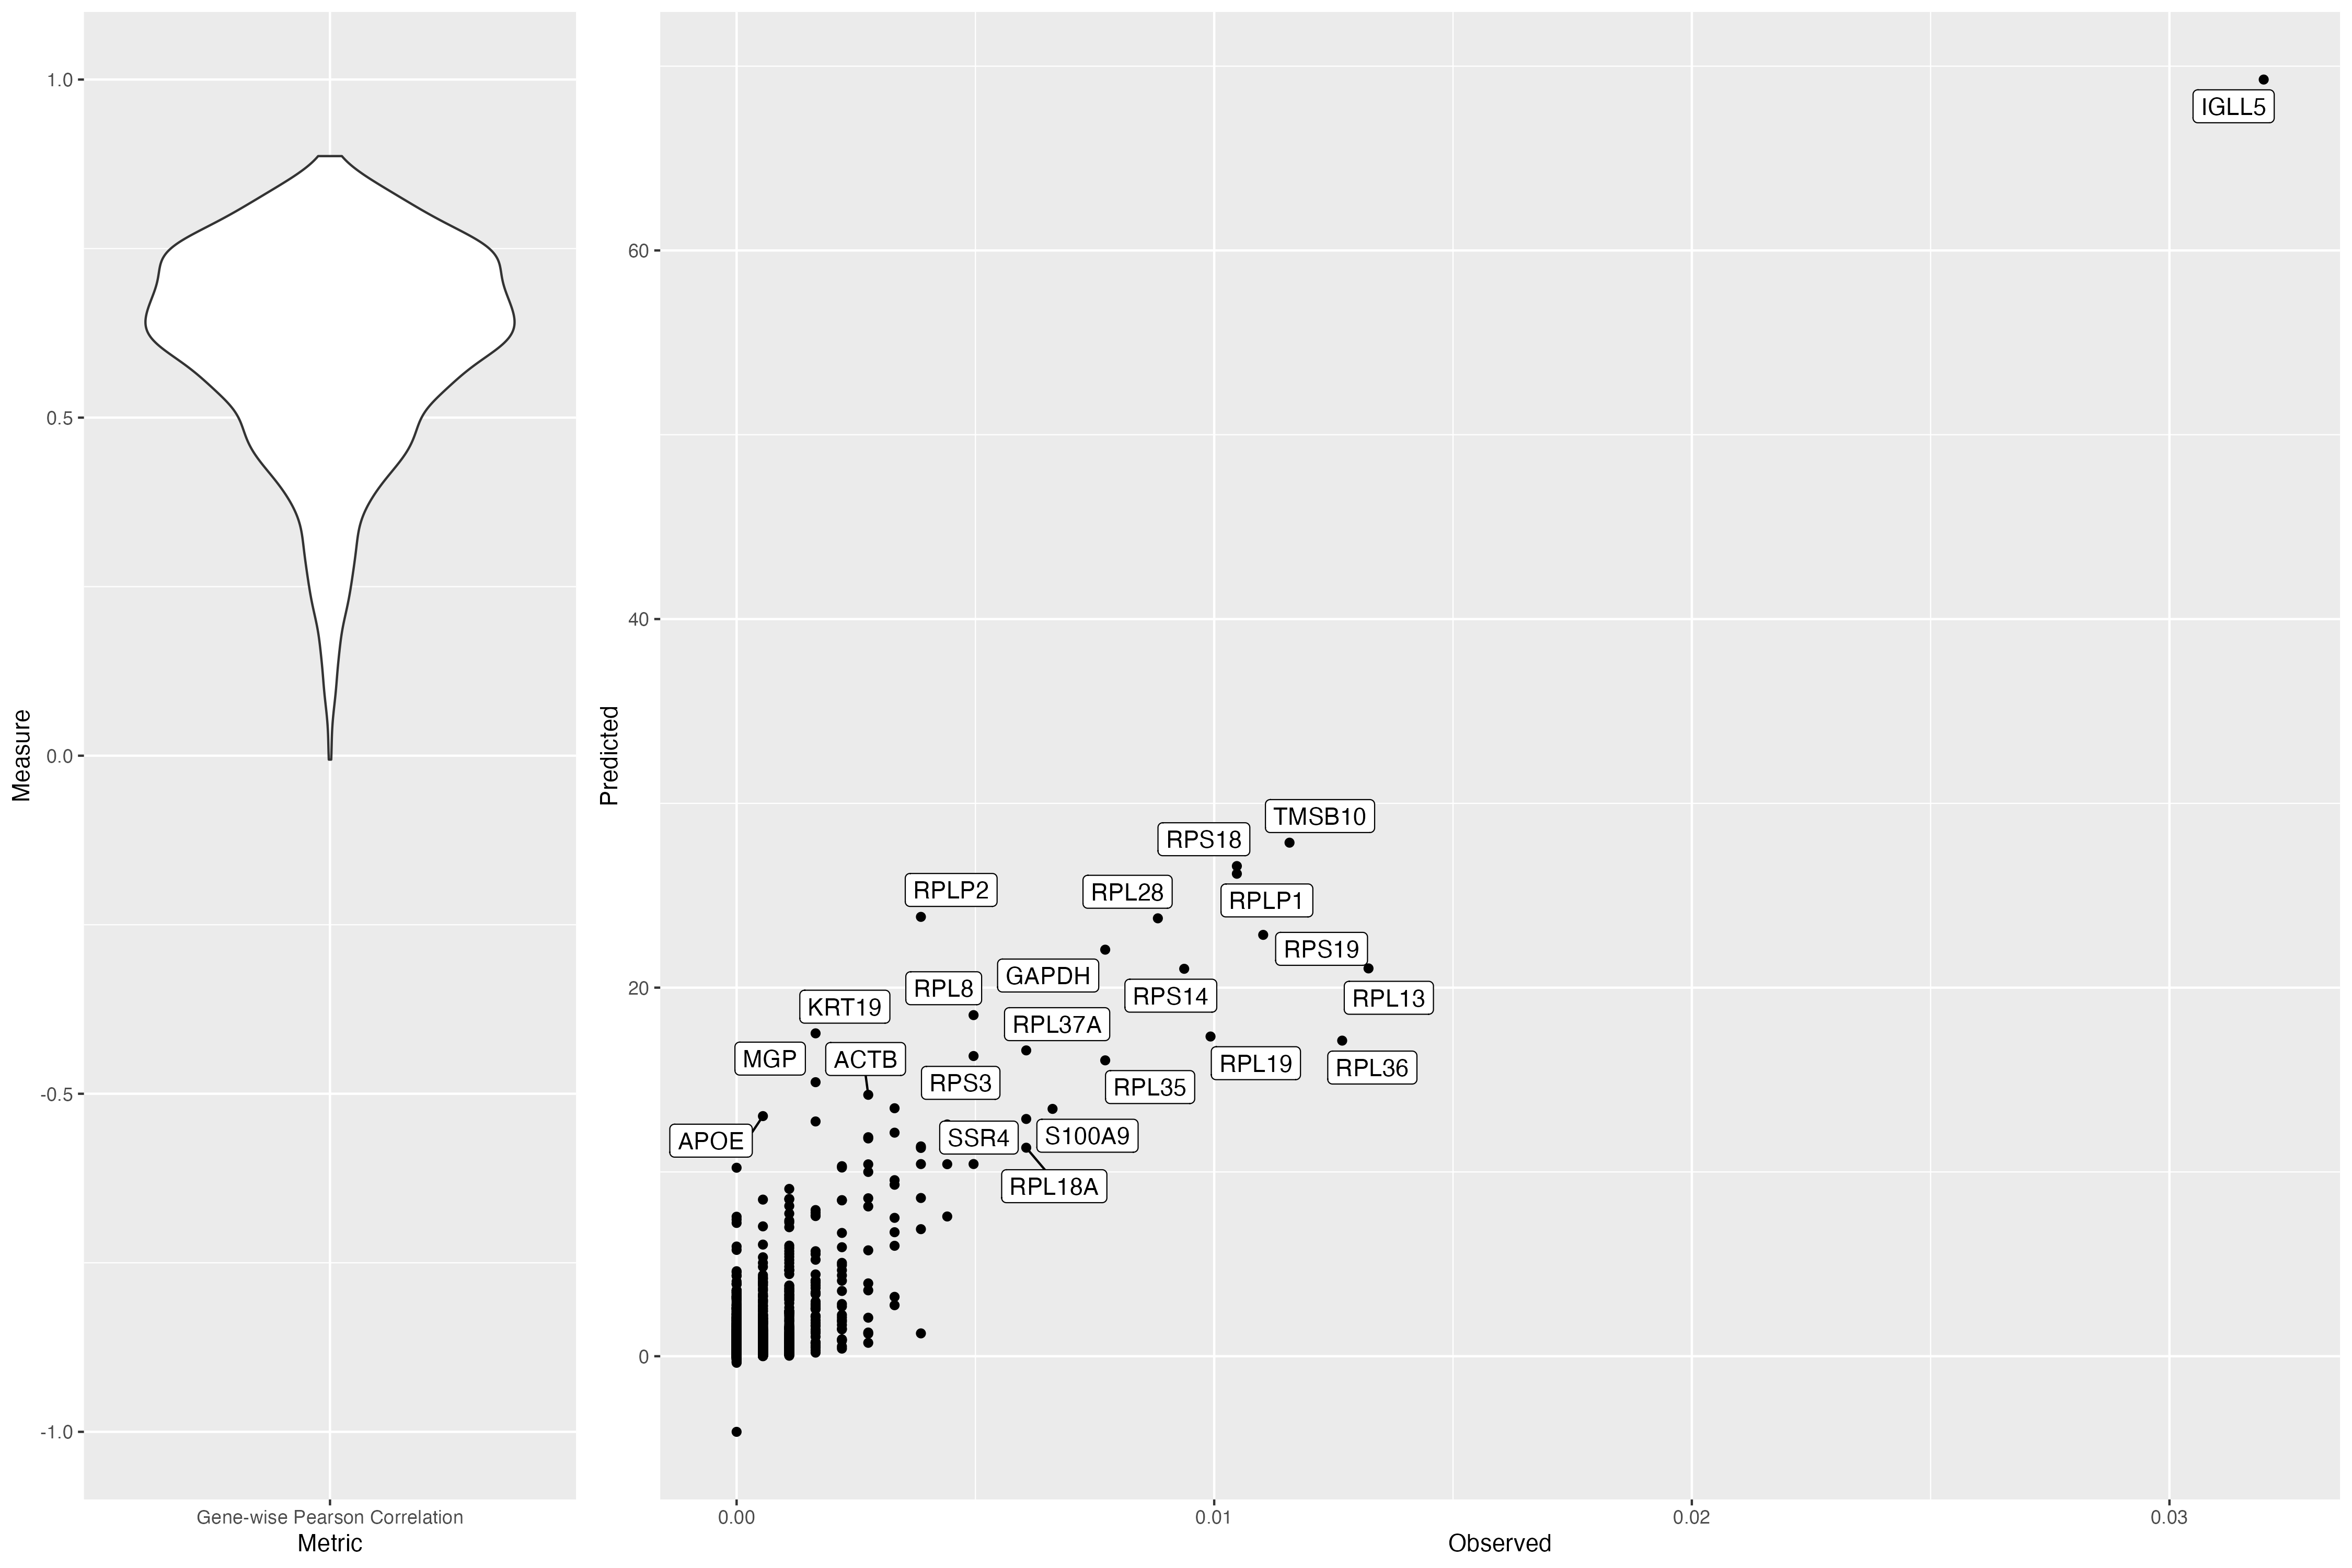 1.0
0.5
0.0
-0.5
-1.0
Measure
Gene-wise Pearson Correlation
Metric
60
40
20
0
Predicted
IGLL5
TMSB10
RPS18
RPLP2
RPL28
RPLP1
RPS19
GAPDH
RPL8
RPS14
RPL13
KRT19
RPL37A
MGP
ACTB
RPL19
RPL36
RPS3
RPL35
APOE
SSR4
S100A9
RPL18A
0.00
0.01
0.02
0.03
Observed